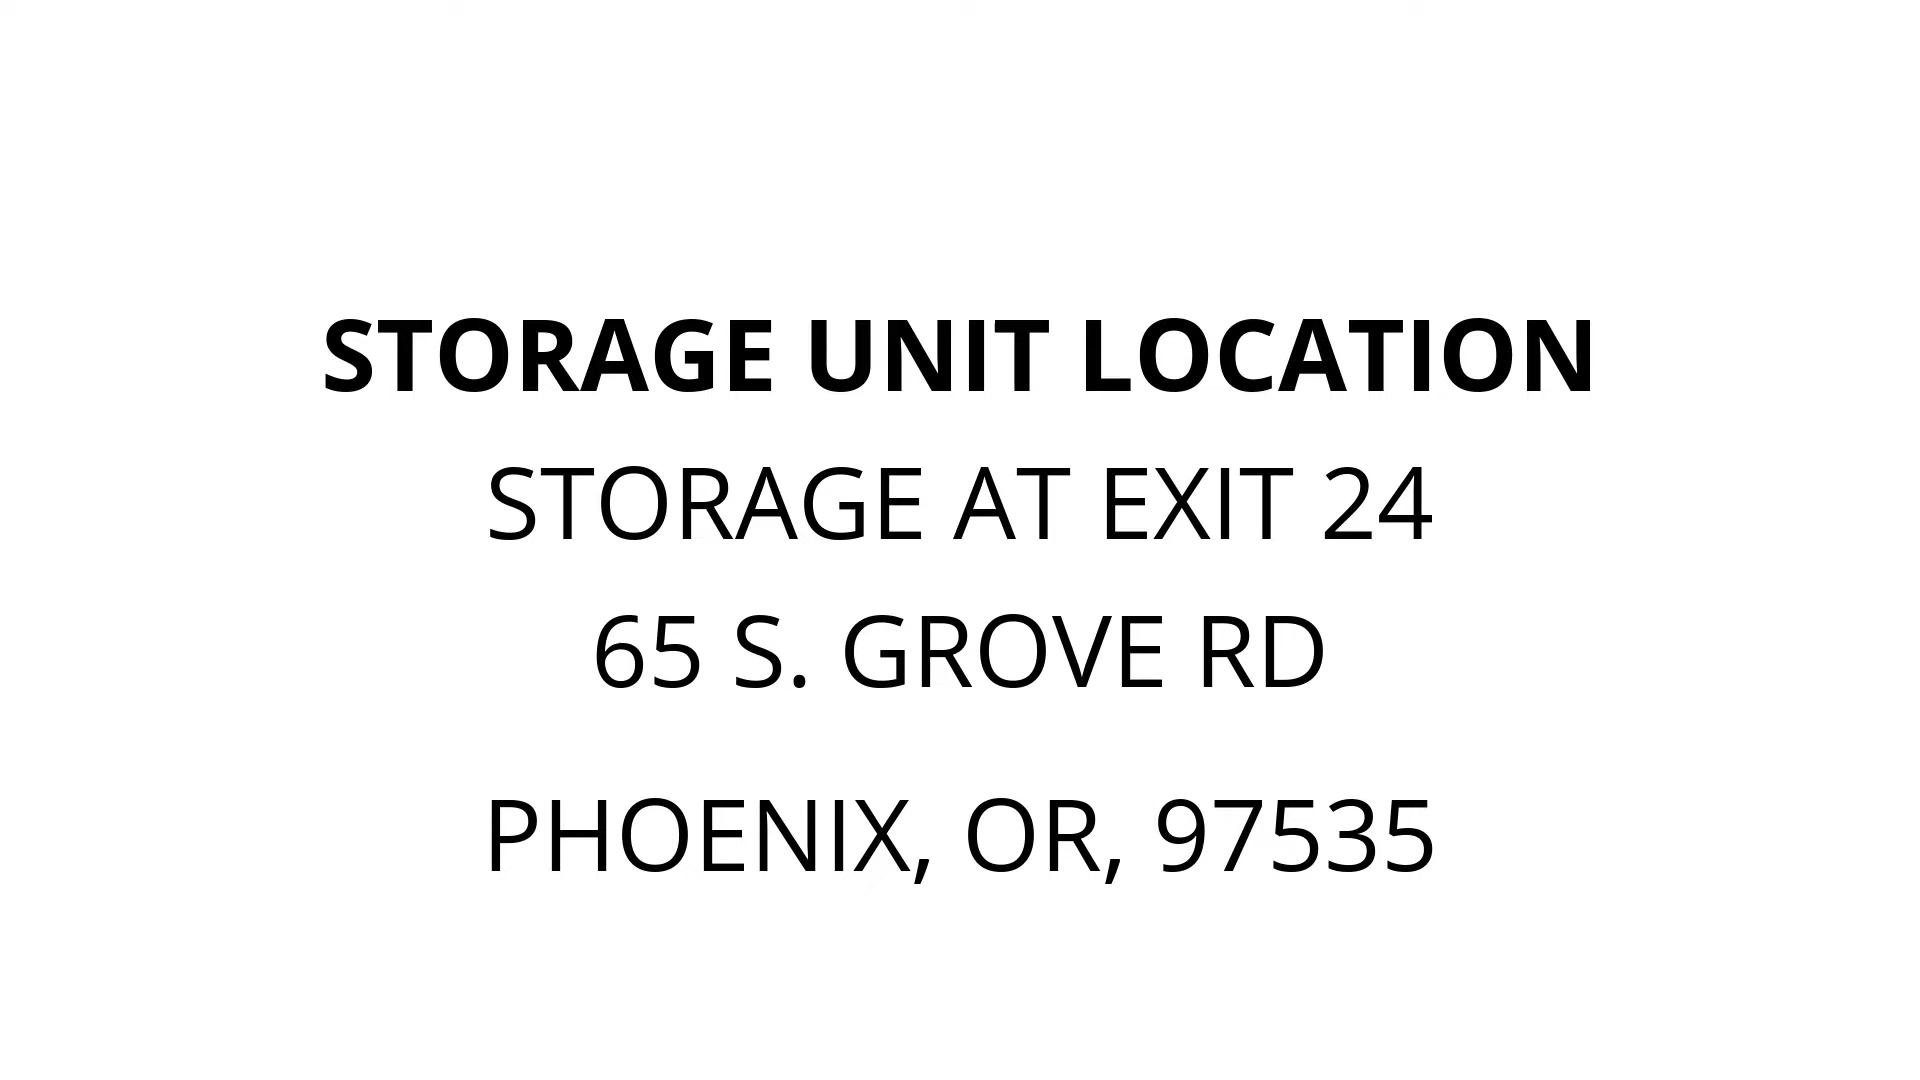 STORAGE UNIT LOCATION
STORAGE AT EXIT 24
65 S. GROVE RD
PHOENIX, OR, 97535